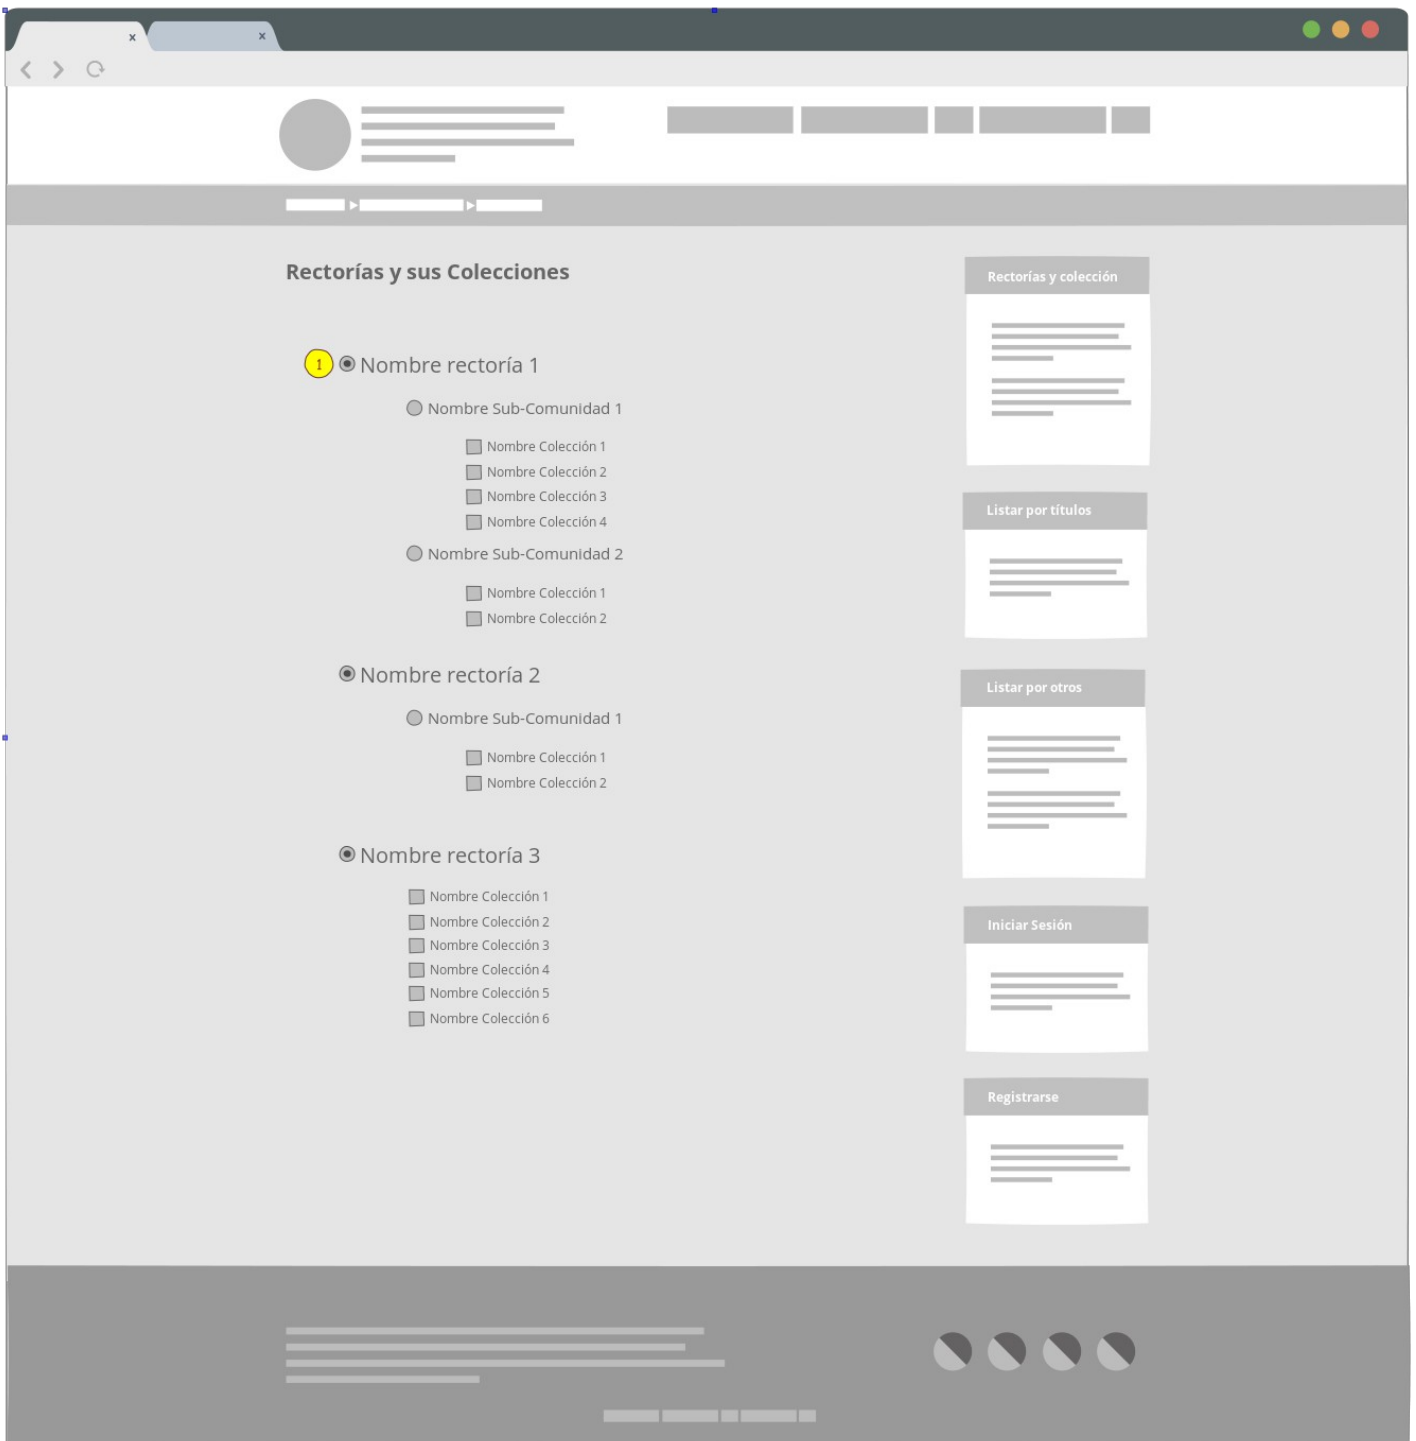 x
x
Rectorías y sus Colecciones
1
Nombre rectoría 1
Nombre Sub-Comunidad 1
Nombre Colección 1
Nombre Colección 2
Nombre Colección 3
Nombre Colección 4
Nombre Sub-Comunidad 2
Nombre Colección 1
Nombre Colección 2
Nombre rectoría 2
Nombre Sub-Comunidad 1
Nombre Colección 1
Nombre Colección 2
Nombre rectoría 3
Nombre Colección 1
Nombre Colección 2
Nombre Colección 3
Nombre Colección 4
Nombre Colección 5
Nombre Colección 6
Rectorías y colección
Listar por títulos
Listar por otros
Iniciar Sesión
Registrarse